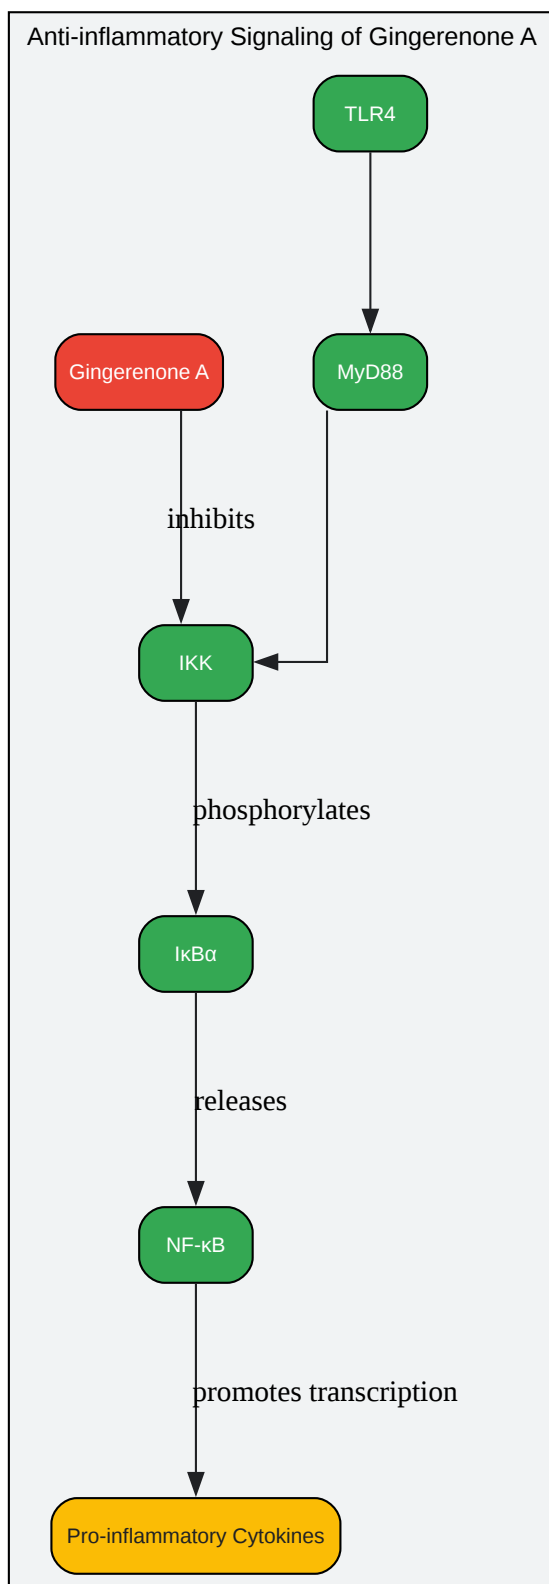 Anti-inflammatory Signaling of Gingerenone A
TLR4
Gingerenone A
MyD88
inhibits
IKK
phosphorylates
IκBα
releases
NF-κB
promotes transcription
Pro-inflammatory Cytokines